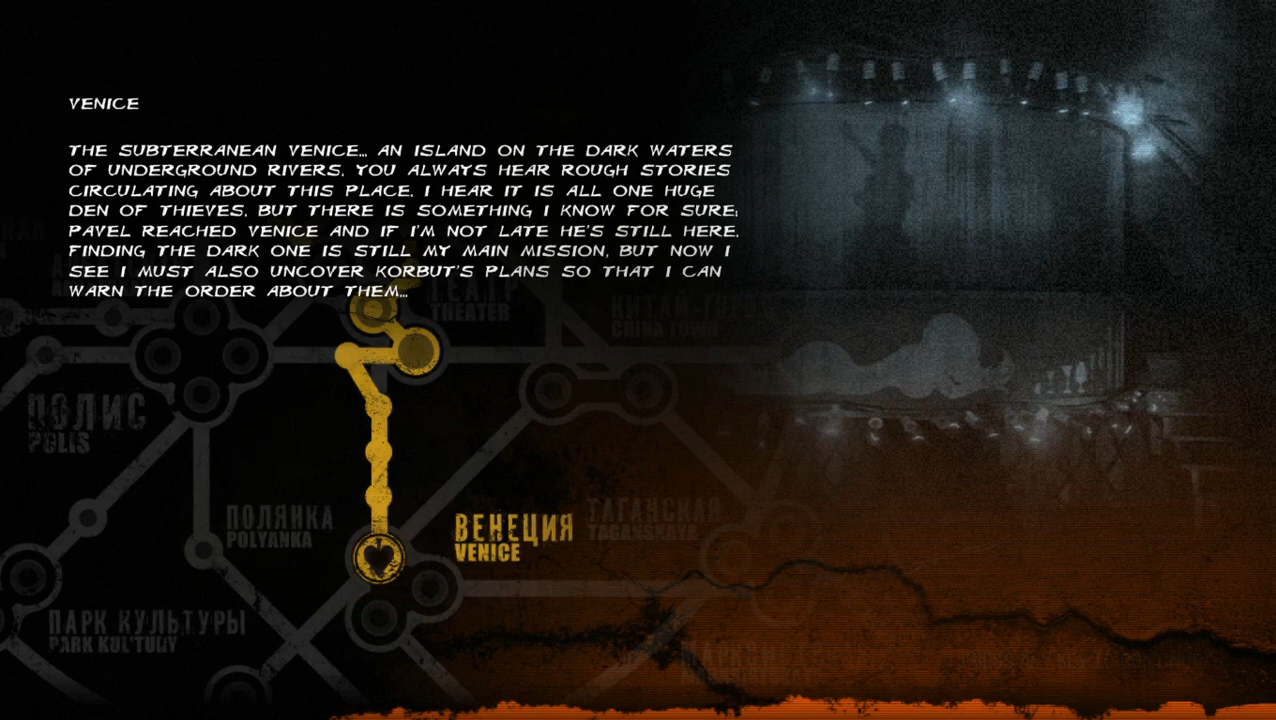 VENICE
THE SUBTERRANEAN VENICE... AN ISLAND ON THE DARK WATERS
OF UNDERGROUND RIVERS. YOU ALWAYS HEAR ROUGH STORIES
CIRCULATING ABOUT THIS PLACE. I HEAR IT IS ALL ONE HUGE
DEN OF THIEVES. BUT THERE IS SOMETHING I KNOW FOR SURE:
PAVEL REACHED VENICE AND IF I'M NOT LATE HE'S STILL HERE.
FINDING THE DARK ONE IS STILL MY MAIN MISSION, BUT NOW I
SEE I MUST ALSO UNCOVER KORBUT'S PLANS SO THAT I CAN
WARN THE ORDER ABOUT THEM...
ТЕАТР
THEATER
КИТАЙ-ГО
CHINA TOWN
ПОЛИС
POLIS
ПОЛЯНКА
POLYANKA
ВЕНЕЦИЯ
VENICE
ТАГАНСКАЯ
TAGANSKAYA
ПАРК КУЛЬТУРЫ
PARK KUL'TURY